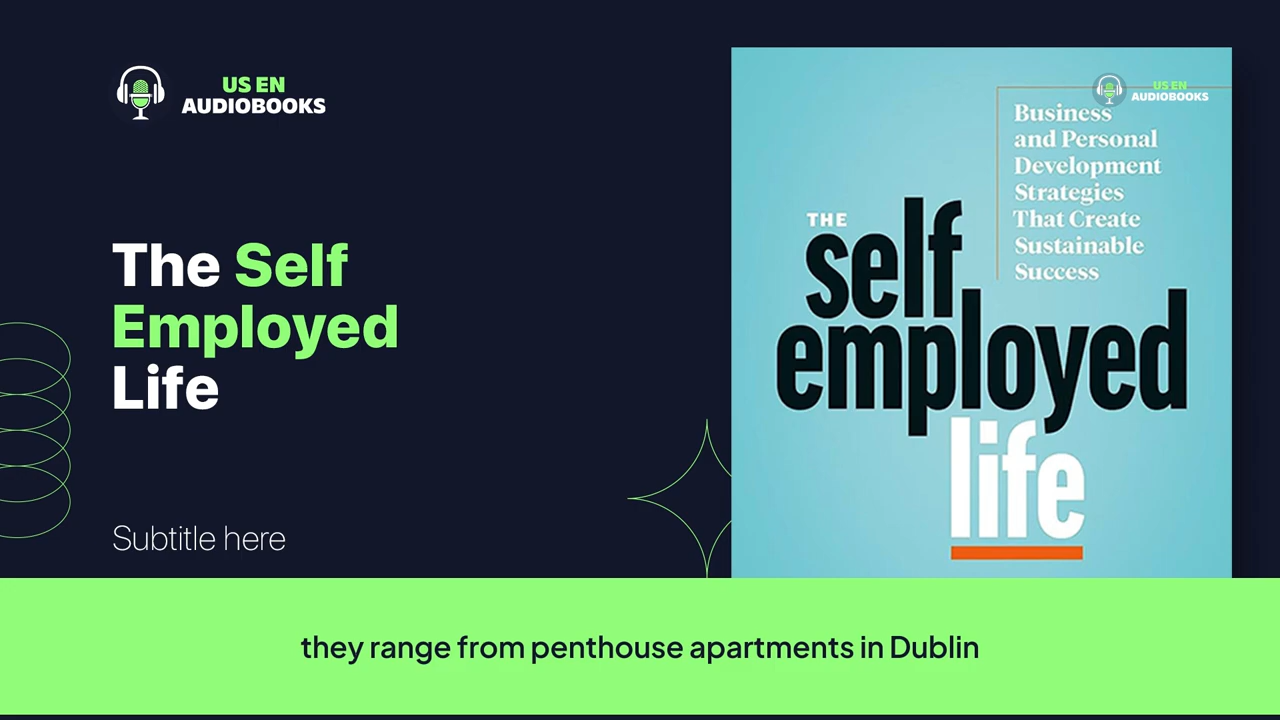 US EN
AUDIOBOOKS
The Self
Employed
Life
Subtitle here
US EN
AUDIOBOOKS
Business
and Personal
Development
Strategies
That Create
Sustainable
Success
THE
self
employed
life
they range from penthouse apartments in Dublin